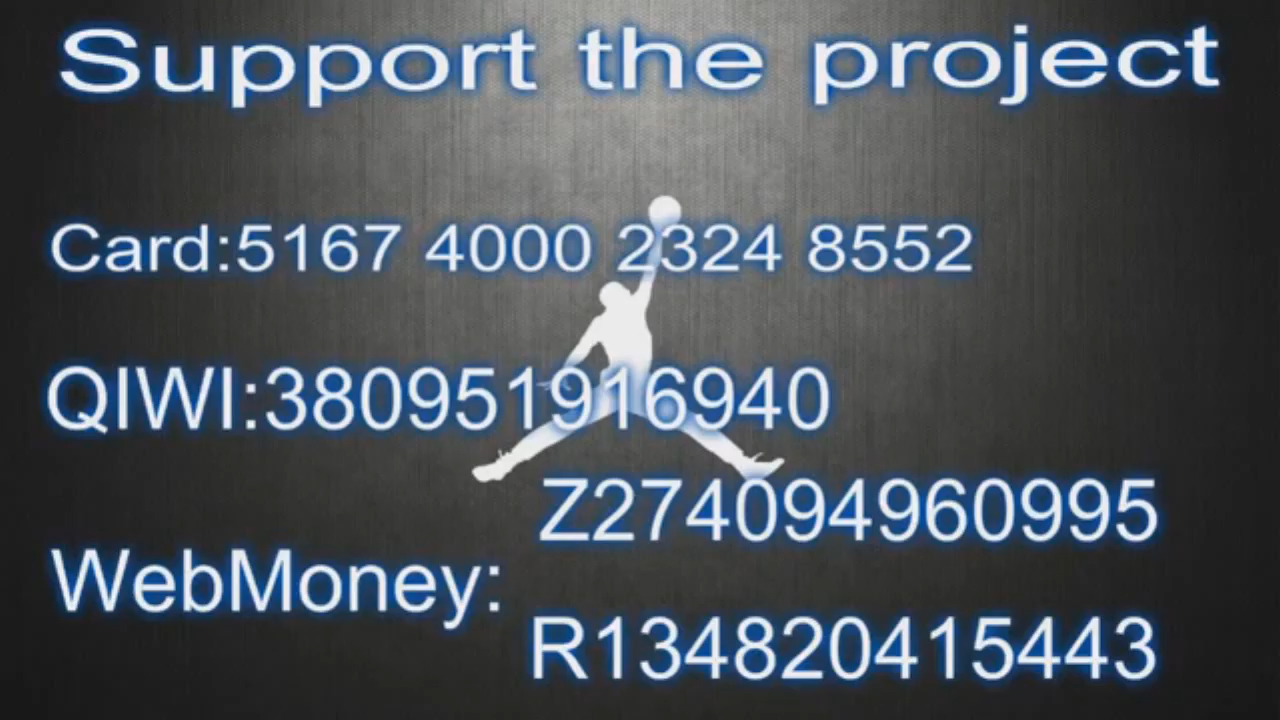 Support the project
Card:5167 4000 2324 8552
QIWI:380951916940
Z274094960995
WebMoney:
R134820415443